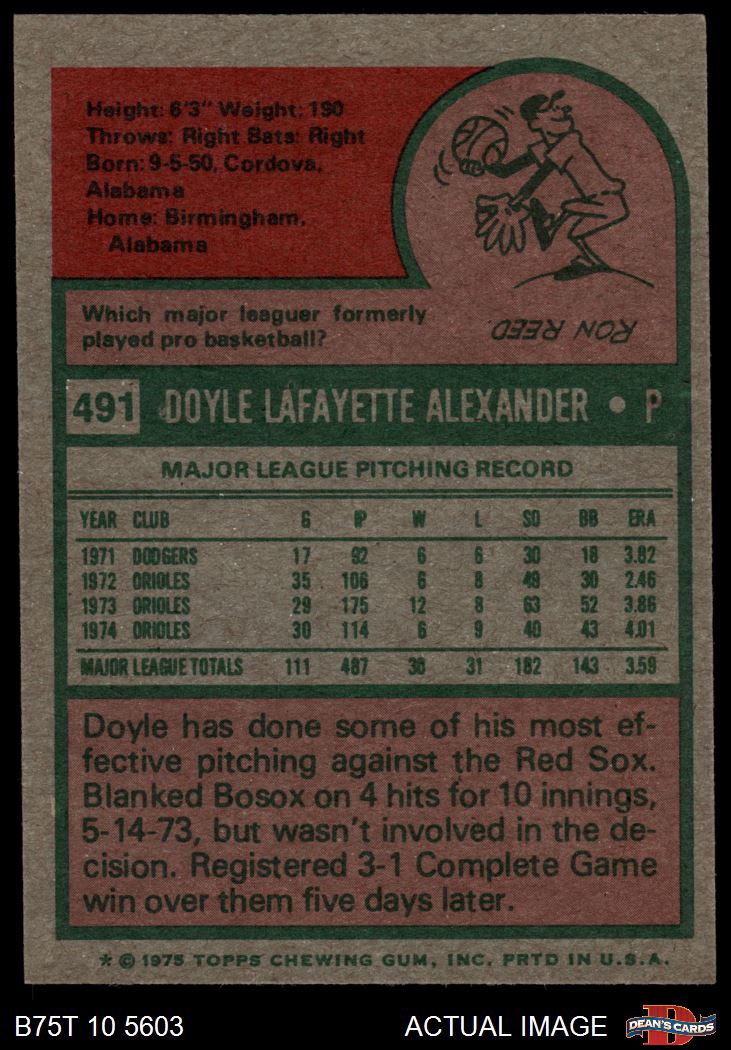 Height: 6'3" Weight: 190
Throws: Right Bats: Right
Born: 9-5-50, Cordova,
Alabama
Home: Birmingham,
Alabama
Which major leaguer formerly
played pro basketball?
RON REED.
491 DOYLE LAFAYETTE ALEXANDER • P
MAJOR LEAGUE PITCHING RECORD
YEAR CLUB G IP W L SO BB ERA
1971 DODGERS 17 92 6 6 30 18 3.82
1972 ORIOLES 35 106 6 8 49 30 2.46
1973 ORIOLES 29 175 12 8 63 52 3.86
1974 ORIOLES 30 114 6 9 40 43 4.01
MAJOR LEAGUE TOTALS 111 487 30 31 182 143 3.59
Doyle has done some of his most ef-
fective pitching against the Red Sox.
Blanked Bosox on 4 hits for 10 innings,
5-14-73, but wasn't involved in the de-
cision. Registered 3-1 Complete Game
win over them five days later.
* © 1975 TOPPS CHEWING GUM, INC. PRTD IN U.S.A.
B75T 10 5603 ACTUAL IMAGE D DEAN'S CARDS